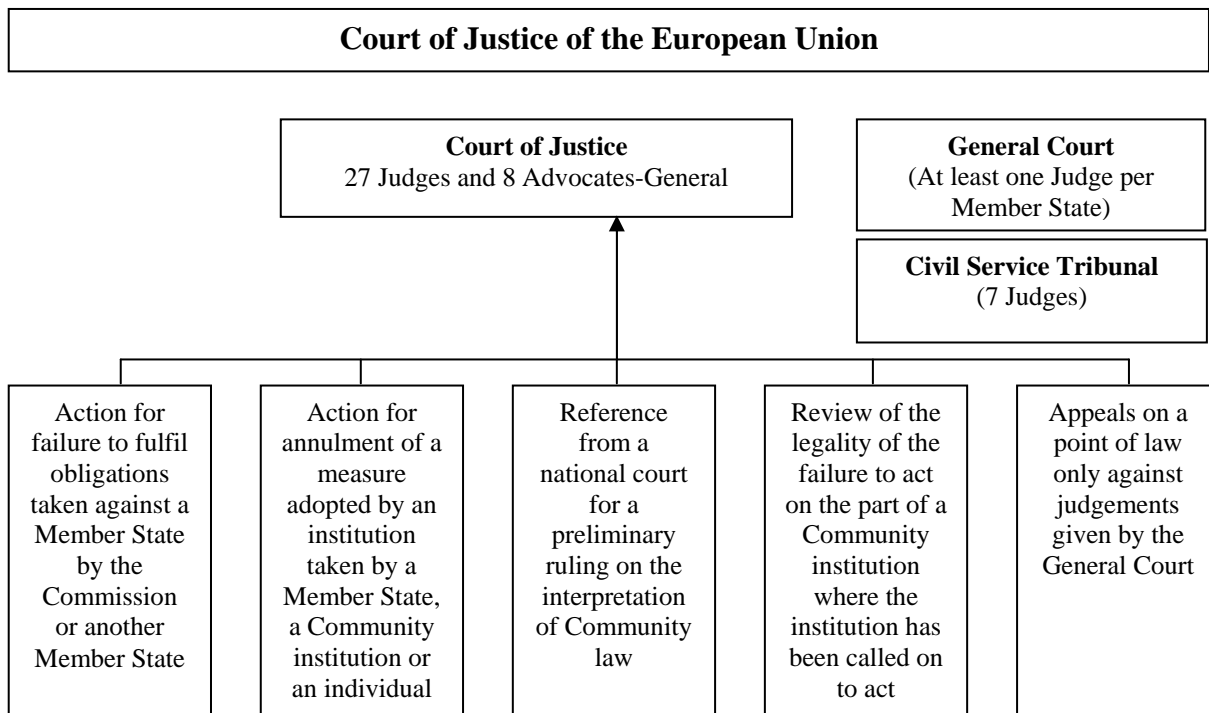 Court of Justice of the European Union
Court of Justice
27 Judges and 8 Advocates-General
General Court
(At least one Judge per
Member State)
Civil Service Tribunal
(7 Judges)
Action for
failure to fulfil
obligations
taken against a
Member State
by the
Commission
or another
Member State
Action for
annulment of a
measure
adopted by an
institution
taken by a
Member State,
a Community
institution or
an individual
Reference
from a
national court
for a
preliminary
ruling on the
interpretation
of Community
law
Review of the
legality of the
failure to act
on the part of a
Community
institution
where the
institution has
been called on
to act
Appeals on a
point of law
only against
judgements
given by the
General Court